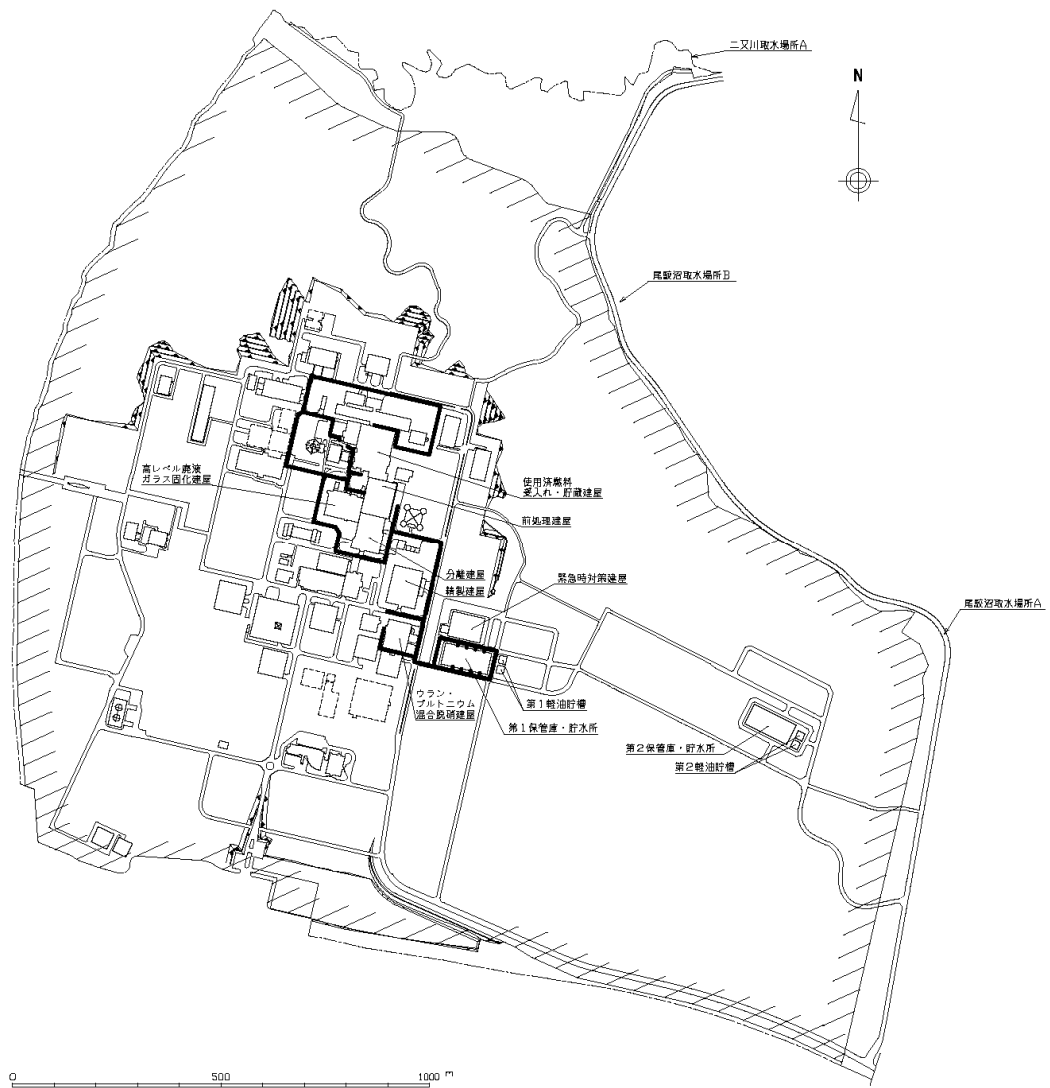 二又川取水場所A
N
尾駮沼取水場所B
高レベル廃液
ガラス固化建屋
使用済燃料
受入れ・貯蔵建屋
前処理建屋
分離建屋
精製建屋
緊急時対策建屋
尾駮沼取水場所A
ウラン・
プルトニウム
混合脱硝建屋
第1軽油貯槽
第1保管庫・貯水所
第2保管庫・貯水所
第2軽油貯槽
0 500 1000 m